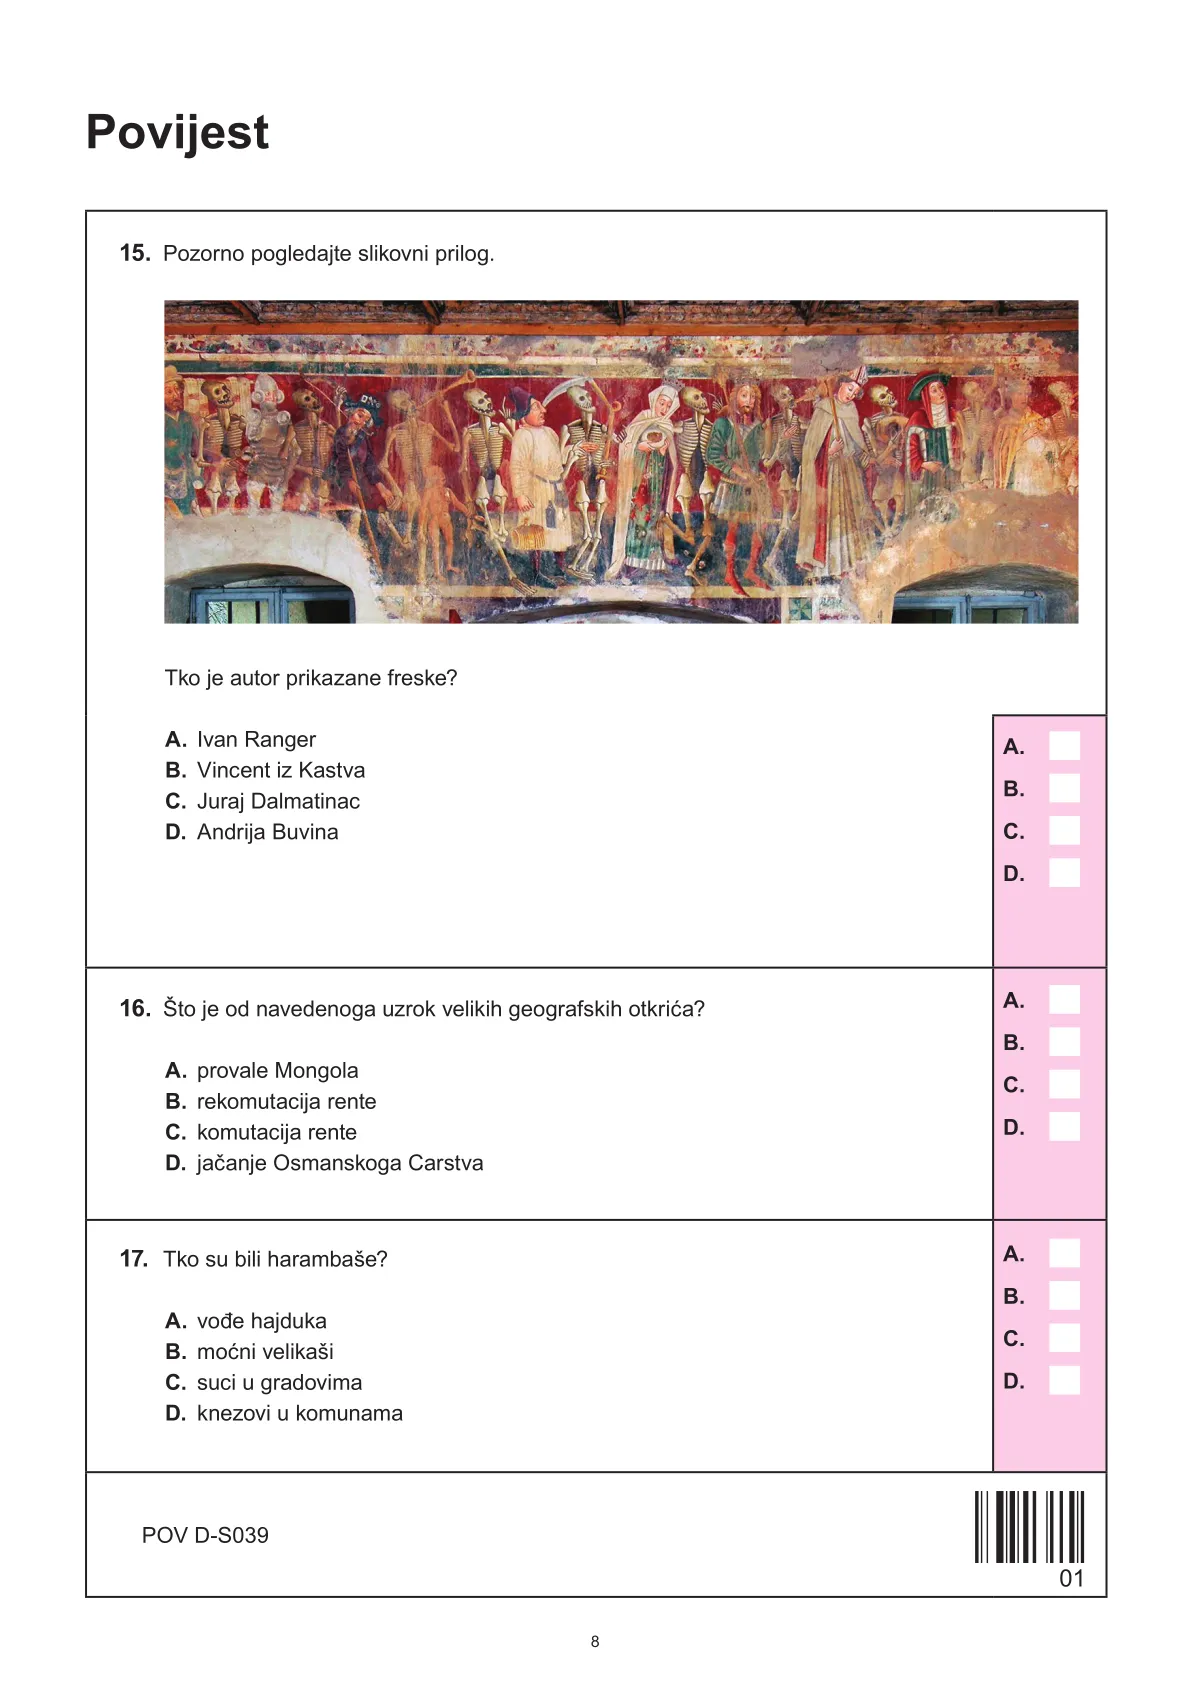 Povijest
15. Pozorno pogledajte slikovni prilog.
Tko je autor prikazane freske?
A. Ivan Ranger
B. Vincent iz Kastva
C. Juraj Dalmatinac
D. Andrija Buvina
A.
B.
C.
D.
16. Što je od navedenoga uzrok velikih geografskih otkrića?
A. provale Mongola
B. rekomutacija rente
C. komutacija rente
D. jačanje Osmanskoga Carstva
A.
B.
C.
D.
17. Tko su bili harambaše?
A. vođe hajduka
B. moćni velikaši
C. suci u gradovima
D. knezovi u komunama
A.
B.
C.
D.
POV D-S039
01
8